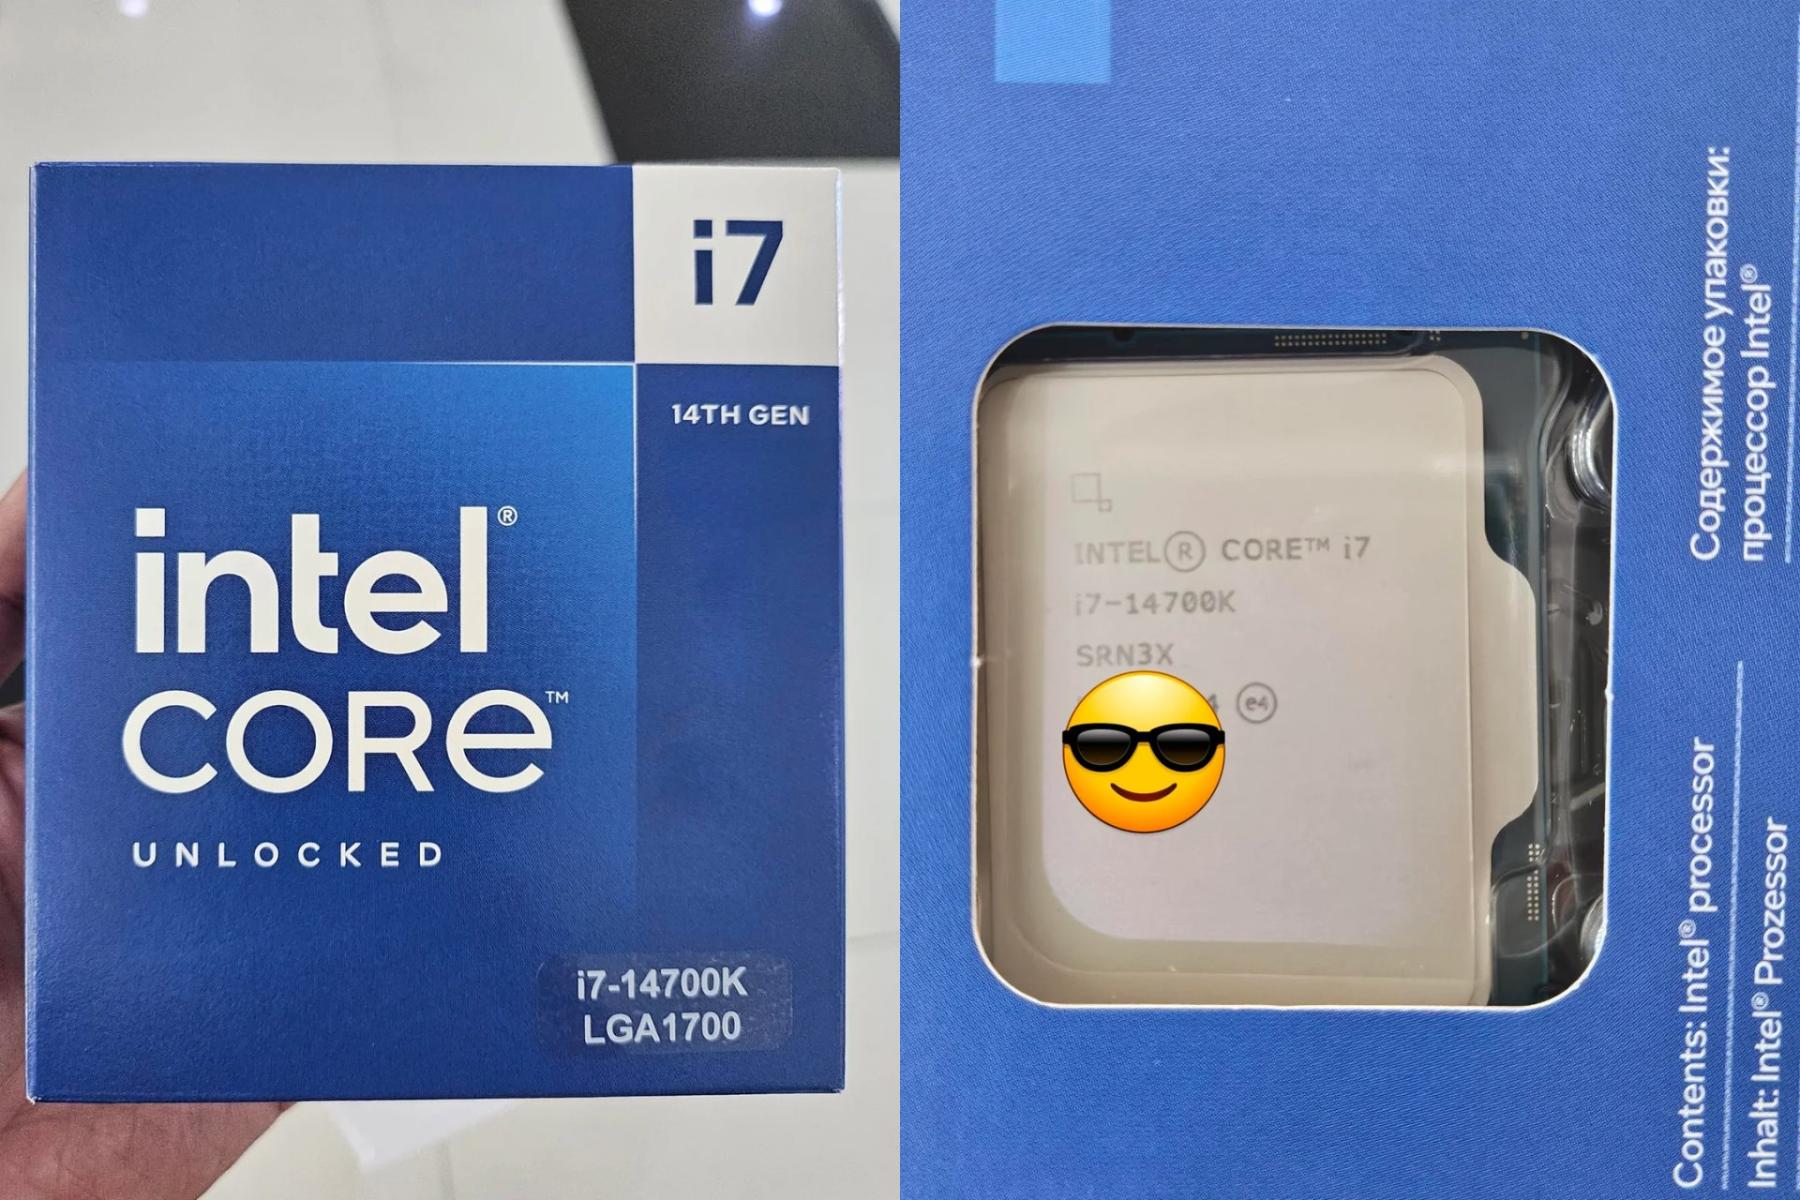 i7
14TH GEN
intel®
CORE™
UNLOCKED
i7-14700K
LGA1700
INTEL® CORE™ i7
i7-14700K
SRN3X
4 e4
Содержимое упаковки:
процессор Intel®
Contents: Intel® processor
Inhalt: Intel® Prozessor